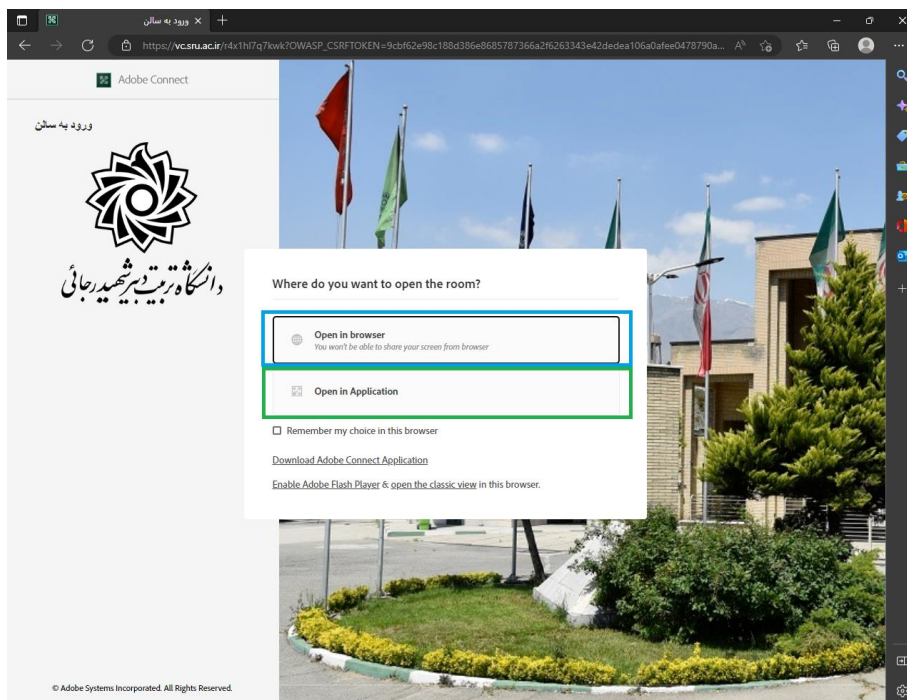 ورود به سالن
https://vc.sru.ac.ir/r4x1hl7q7kwk?OWASP_CSRFTOKEN=9cbf62e98c188d386e8685787366a2f6263343e42dedea106a0afee0478790a...
Adobe Connect
ورود به سالن
دانشگاه تربیت دبیر شهید رجائی
Where do you want to open the room?
Open in browser
You won't be able to share your screen from browser
Open in Application
Remember my choice in this browser
Download Adobe Connect Application
Enable Adobe Flash Player & open the classic view in this browser.
© Adobe Systems Incorporated. All Rights Reserved.